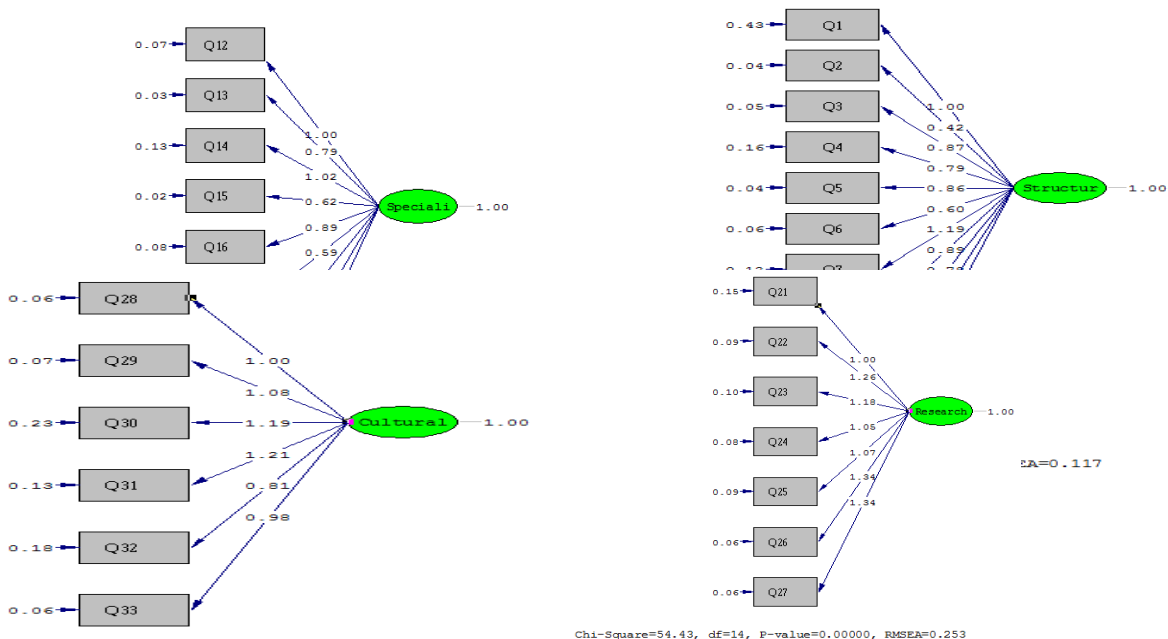 0.07 Q12
0.03 Q13
0.13 Q14
0.02 Q15
0.08 Q16
1.00
0.79
1.02
0.62
0.89
0.59
Speciali 1.00
0.43 Q1
0.04 Q2
0.05 Q3
0.16 Q4
0.04 Q5
0.06 Q6
Q7
1.00
0.42
0.87
0.79
0.86
0.60
1.19
0.89
Structur 1.00
0.06 Q28
0.07 Q29
0.23 Q30
0.13 Q31
0.18 Q32
0.06 Q33
1.00
1.08
1.19
1.21
0.81
0.98
Cultural 1.00
0.15 Q21
0.09 Q22
0.10 Q23
0.08 Q24
0.09 Q25
0.06 Q26
0.06 Q27
1.00
1.26
1.18
1.05
1.07
1.34
1.34
Research 1.00
EA=0.117
Chi-Square=54.43, df=14, P-value=0.00000, RMSEA=0.253